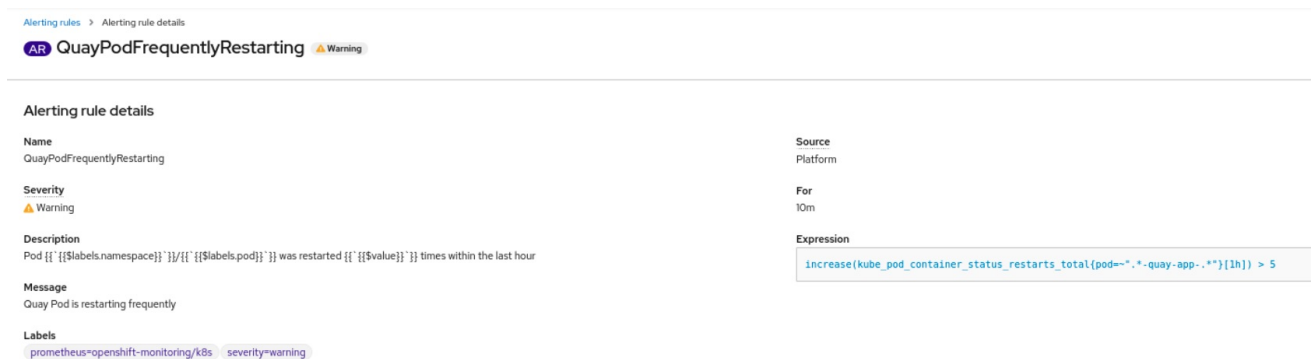 Alerting rules > Alerting rule details
AR QuayPodFrequentlyRestarting Warning
Alerting rule details
Name
QuayPodFrequentlyRestarting
Severity
Warning
Description
Pod {{`{{$labels.namespace}}`}}/{{`{{$labels.pod}}`}} was restarted {{`{{$value}}`}} times within the last hour
Message
Quay Pod is restarting frequently
Labels
prometheus=openshift-monitoring/k8s severity=warning
Source
Platform
For
10m
Expression
increase(kube_pod_container_status_restarts_total{pod=~".*-quay-app-.*"}[1h]) > 5